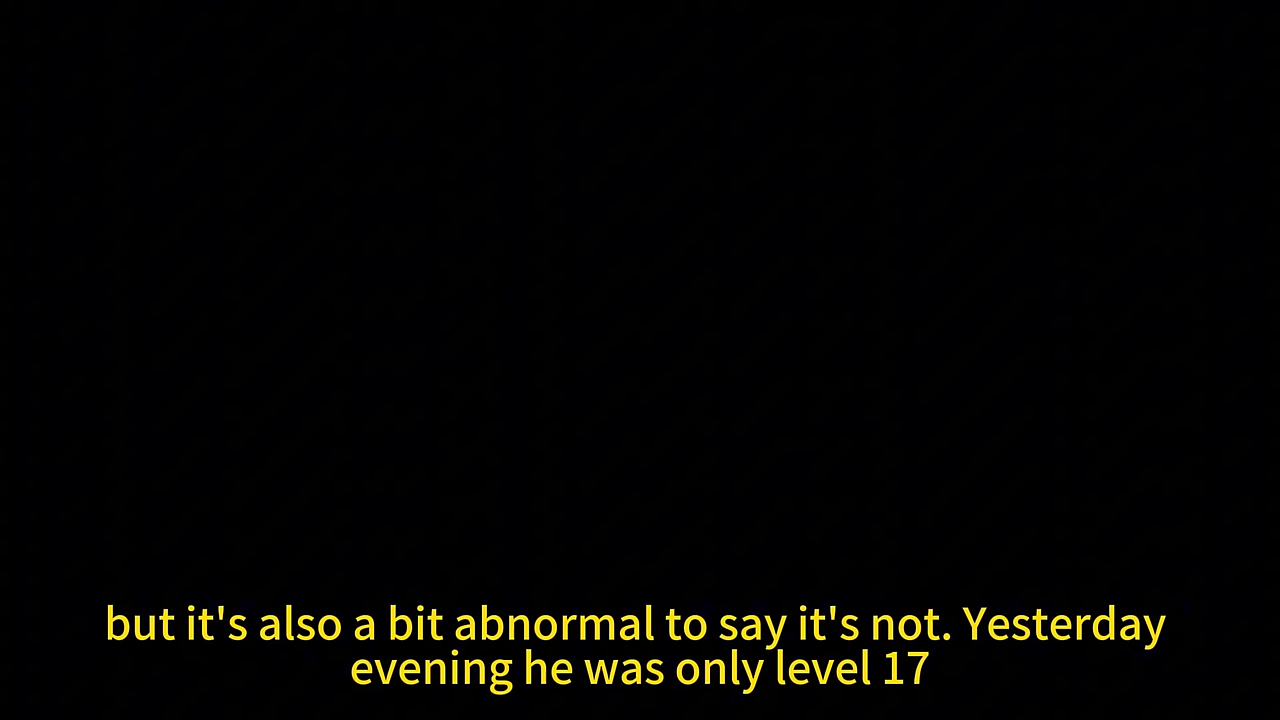 but it's also a bit abnormal to say it's not. Yesterday
evening he was only level 17